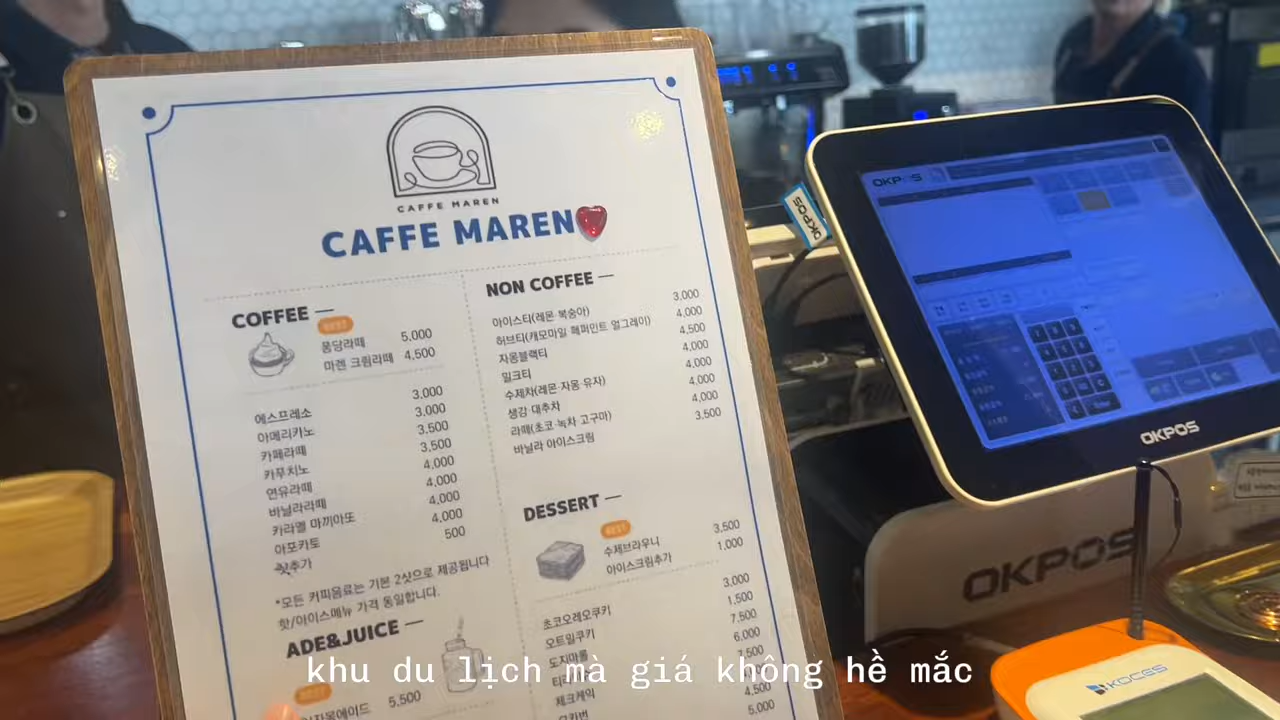 CAFFE MAREN
CAFFE MAREN
COFFEE —
BEST
퐁당라떼 5,000
마렌 크림라떼 4,500
에스프레소 3,000
아메리카노 3,000
카페라떼 3,500
카푸치노 3,500
연유라떼 4,000
바닐라라떼 4,000
카라멜 마끼아또 4,000
아포카토 4,000
샷추가 500
*모든 커피음료는 기본 2샷으로 제공됩니다
핫/아이스메뉴 가격 동일합니다.
ADE&JUICE —
BEST
5,500
NON COFFEE —
아이스티(레몬·복숭아) 3,000
허브티(캐모마일 페퍼민트 얼그레이) 4,000
자몽블랙티 4,500
밀크티 4,000
수제차(레몬·자몽·유자) 4,000
생강·대추차 4,000
라떼(초코·녹차·고구마) 4,000
바닐라 아이스크림 3,500
DESSERT —
BEST
수제브라우니 3,500
아이스크림추가 1,000
초코오레오쿠키 3,000
오트밀쿠키 1,500
도지마롤 7,500
6,000
체크케익 7,500
4,500
5,000
OKPOS
OKPOS
OKPOS
OKPOS
KOCES
khu du lịch mà giá không hề mắc